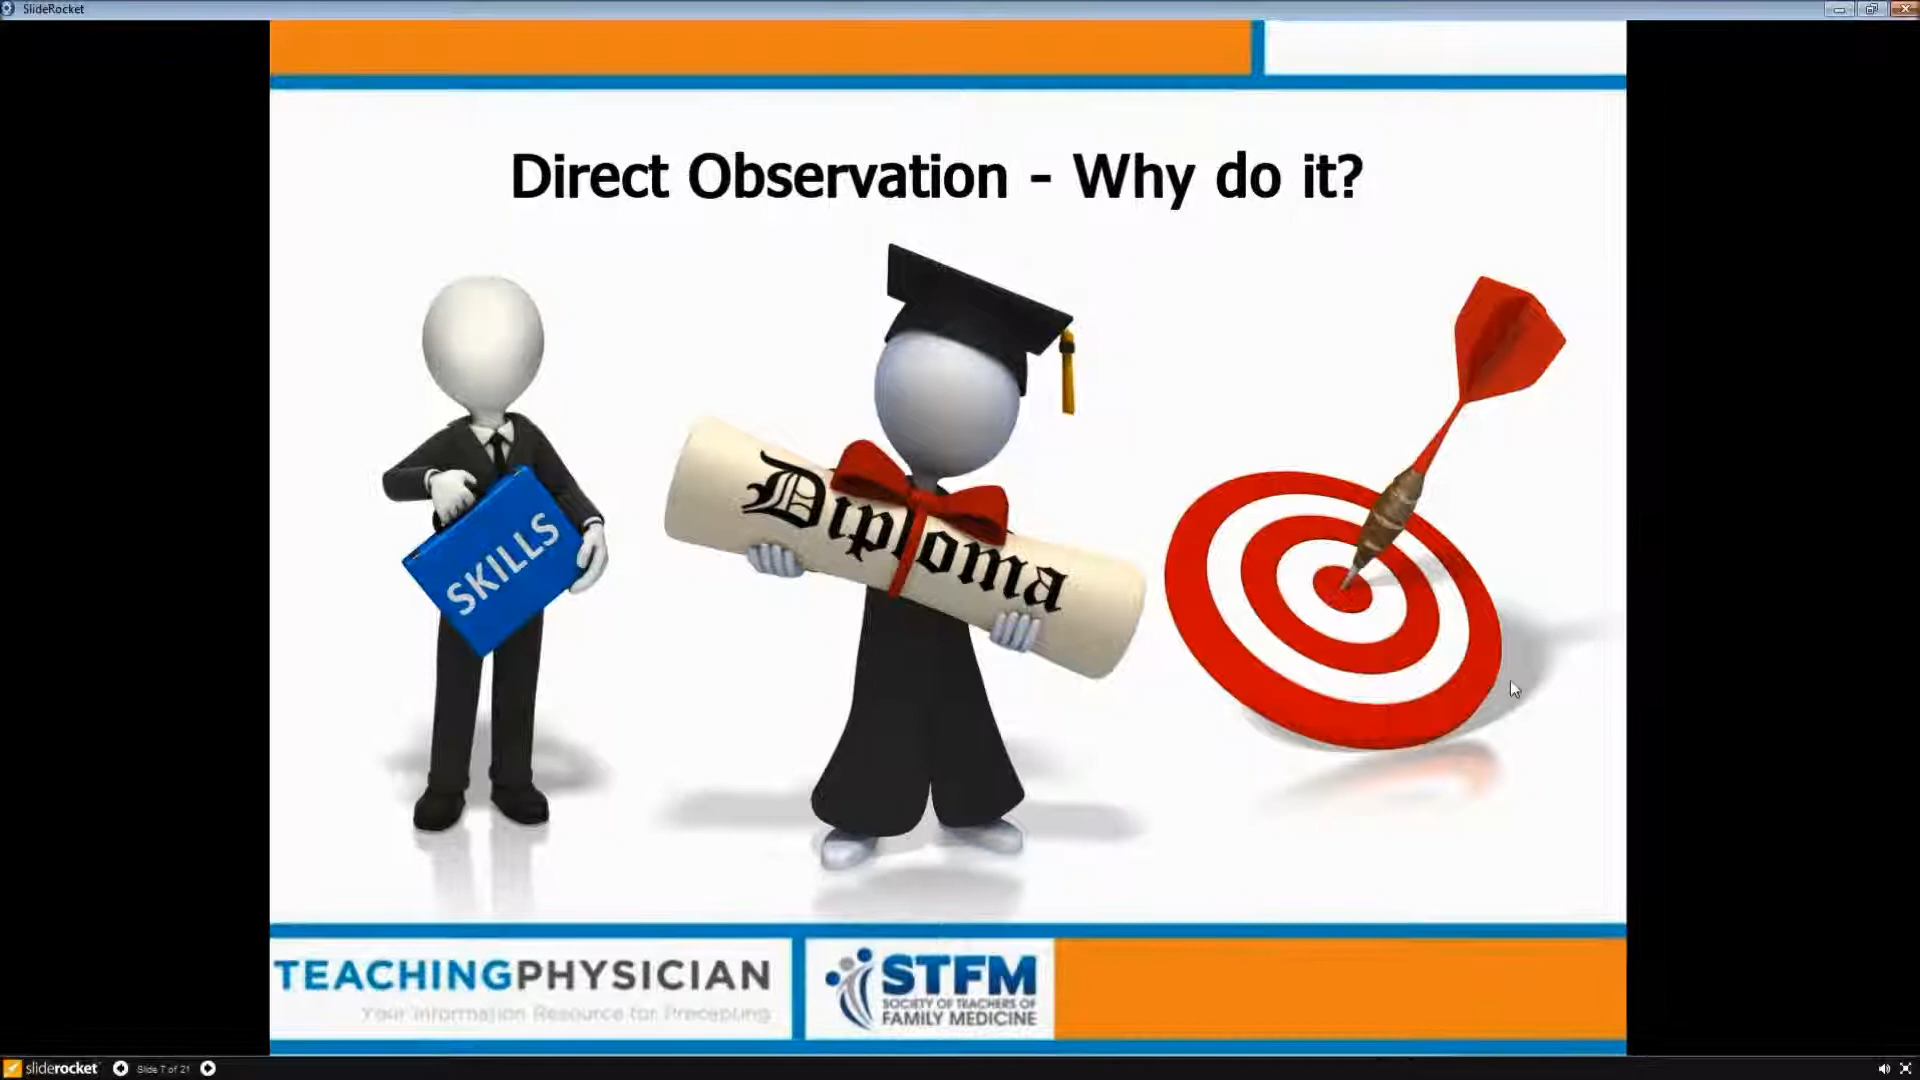 SlideRocket
Direct Observation - Why do it?
SKILLS
Diploma
TEACHINGPHYSICIAN
Your Information Resource for Precepting
STFM
SOCIETY OF TEACHERS OF
FAMILY MEDICINE
sliderocket
Slide 7 of 21